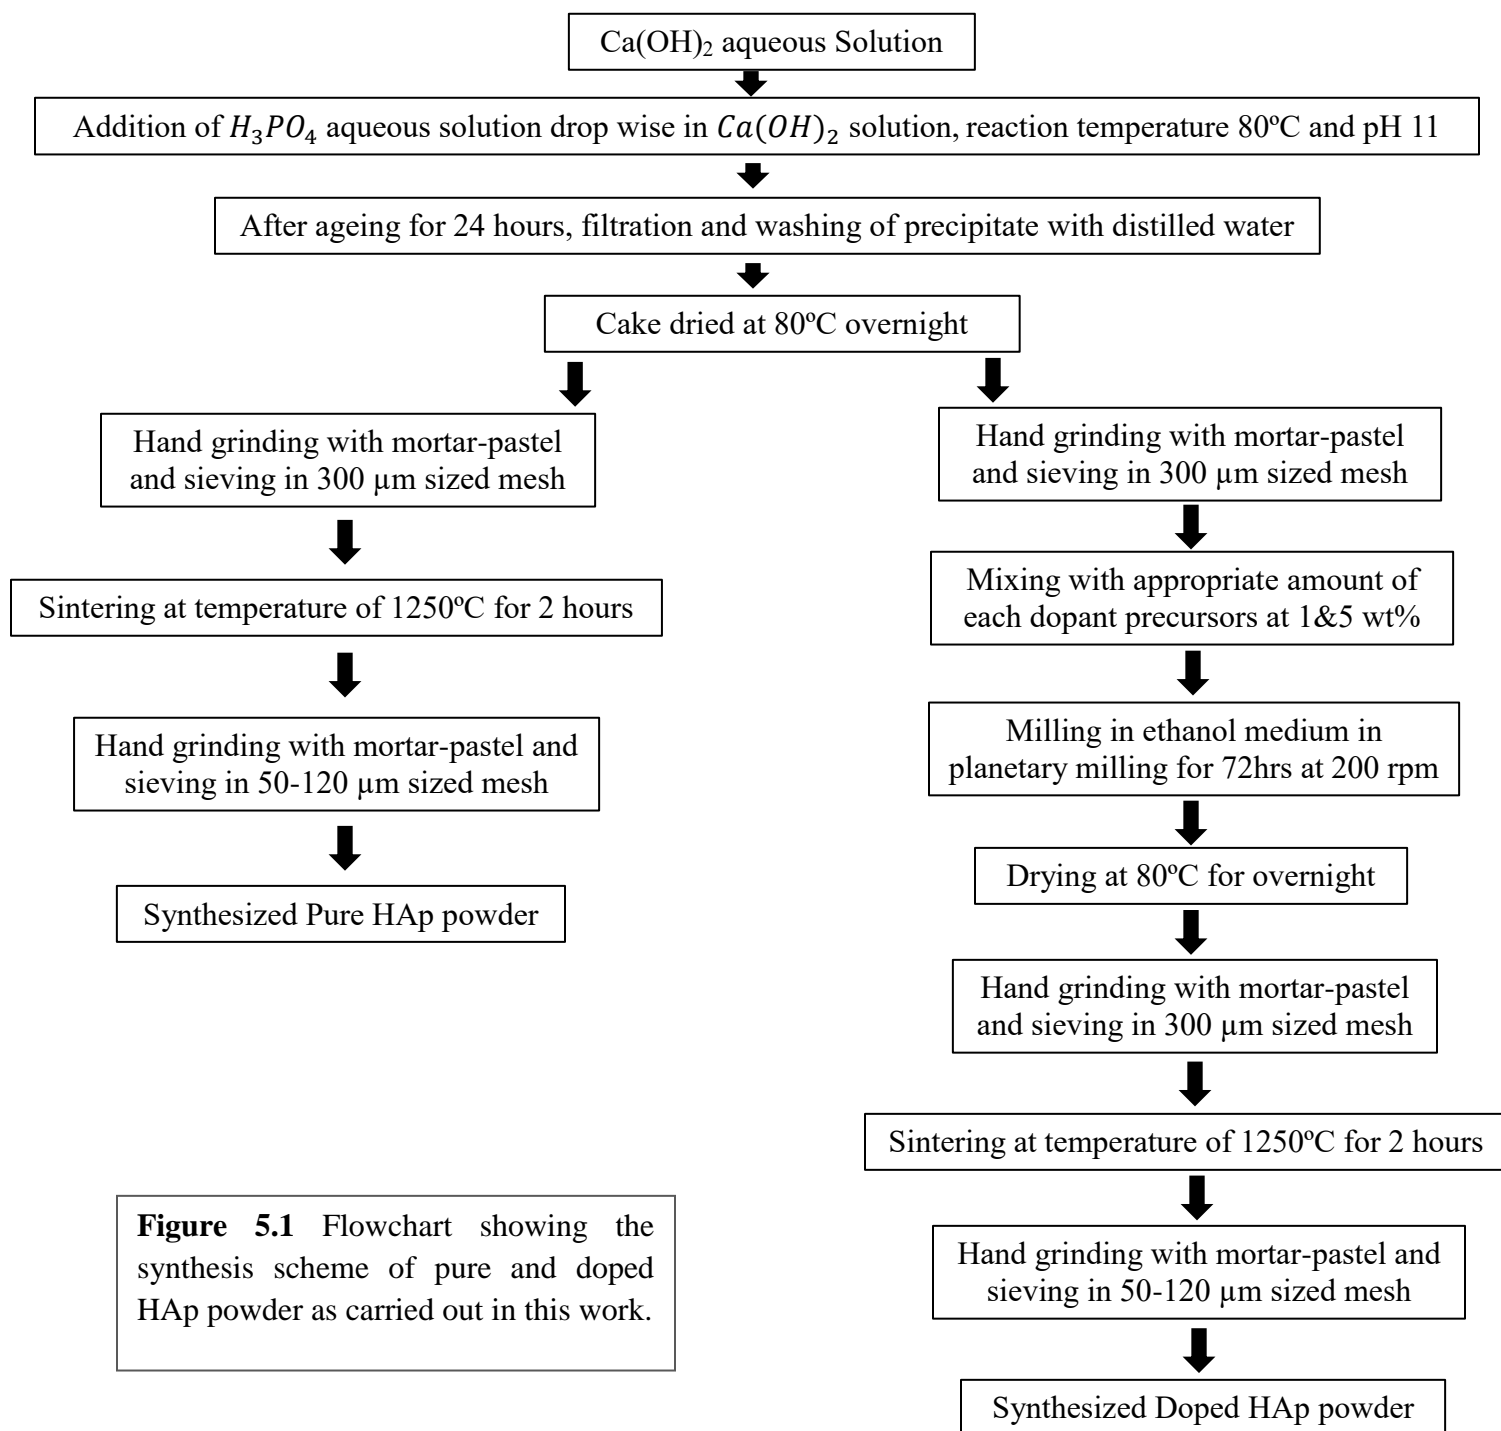 Ca(OH)₂ aqueous Solution
Addition of H₃PO₄ aqueous solution drop wise in Ca(OH)₂ solution, reaction temperature 80ºC and pH 11
After ageing for 24 hours, filtration and washing of precipitate with distilled water
Cake dried at 80ºC overnight
Hand grinding with mortar-pastel
and sieving in 300 µm sized mesh
Sintering at temperature of 1250ºC for 2 hours
Hand grinding with mortar-pastel and
sieving in 50-120 µm sized mesh
Synthesized Pure HAp powder
Hand grinding with mortar-pastel
and sieving in 300 µm sized mesh
Mixing with appropriate amount of
each dopant precursors at 1&5 wt%
Milling in ethanol medium in
planetary milling for 72hrs at 200 rpm
Drying at 80ºC for overnight
Hand grinding with mortar-pastel
and sieving in 300 µm sized mesh
Sintering at temperature of 1250ºC for 2 hours
Hand grinding with mortar-pastel and
sieving in 50-120 µm sized mesh
Synthesized Doped HAp powder
Figure 5.1 Flowchart showing the
synthesis scheme of pure and doped
HAp powder as carried out in this work.